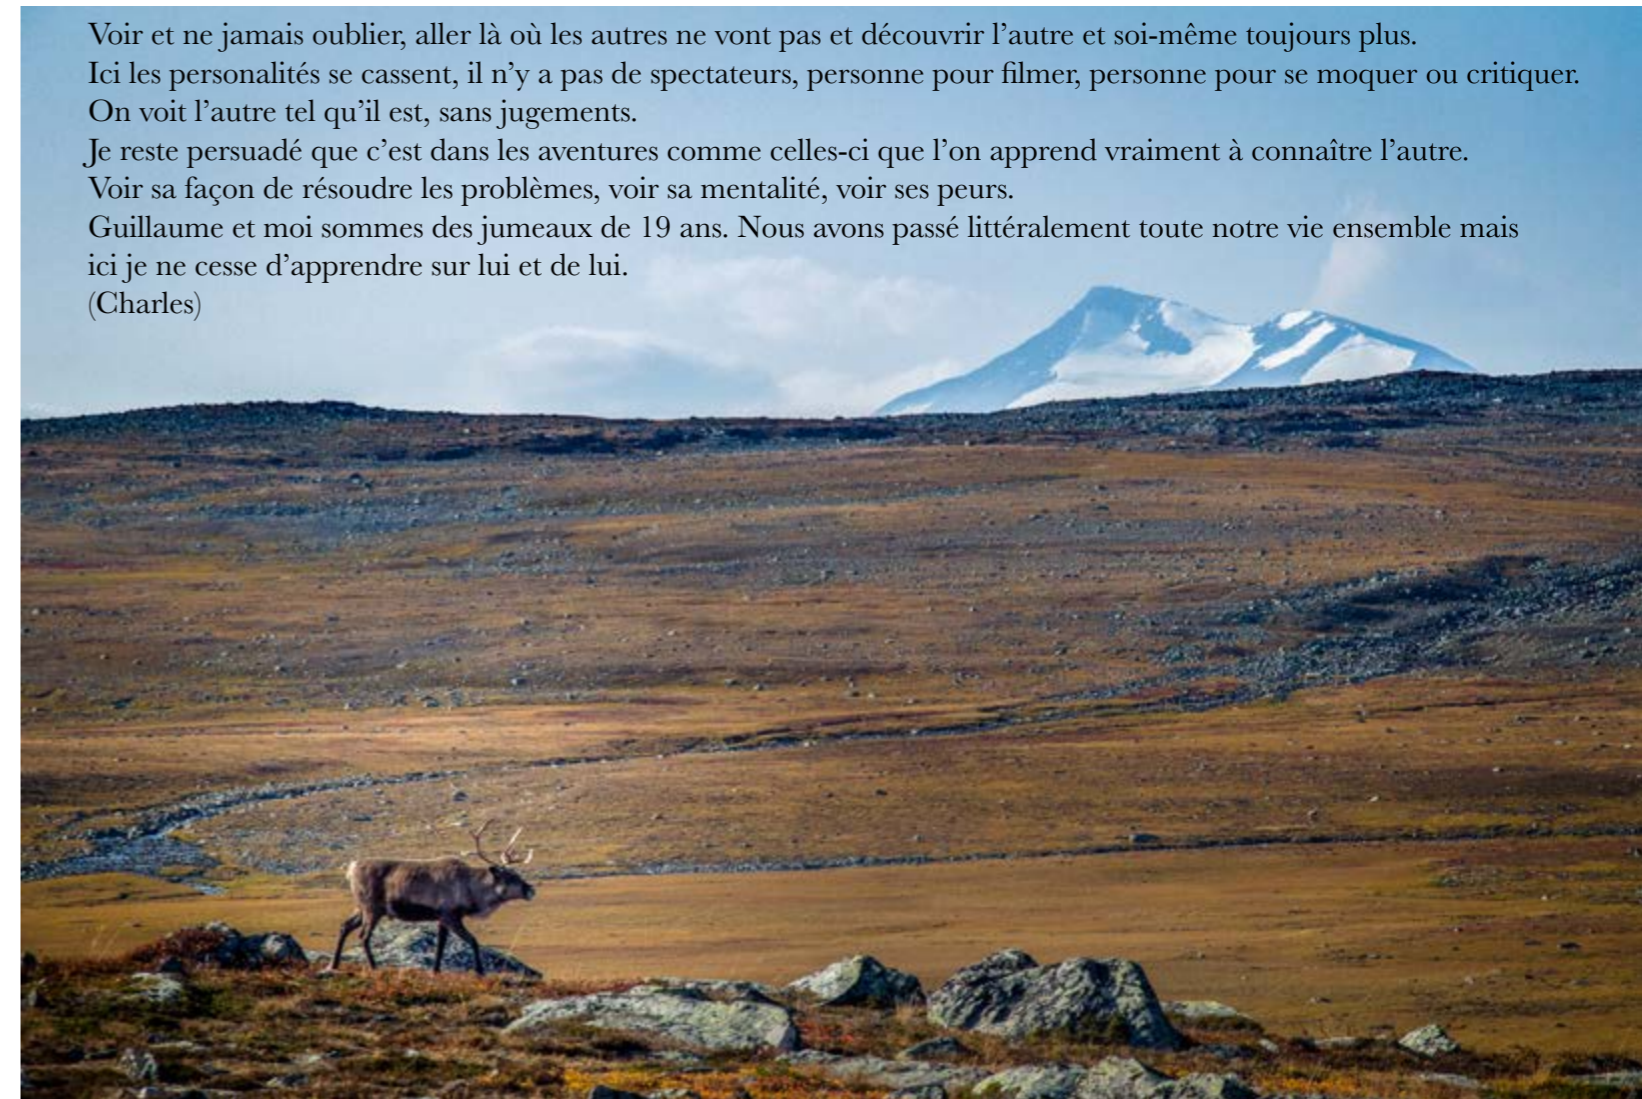 Voir et ne jamais oublier, aller là où les autres ne vont pas et découvrir l’autre et soi-même toujours plus.
Ici les personalités se cassent, il n’y a pas de spectateurs, personne pour filmer, personne pour se moquer ou critiquer.
On voit l’autre tel qu’il est, sans jugements.
Je reste persuadé que c’est dans les aventures comme celles-ci que l’on apprend vraiment à connaître l’autre.
Voir sa façon de résoudre les problèmes, voir sa mentalité, voir ses peurs.
Guillaume et moi sommes des jumeaux de 19 ans. Nous avons passé littéralement toute notre vie ensemble mais
ici je ne cesse d’apprendre sur lui et de lui.
(Charles)